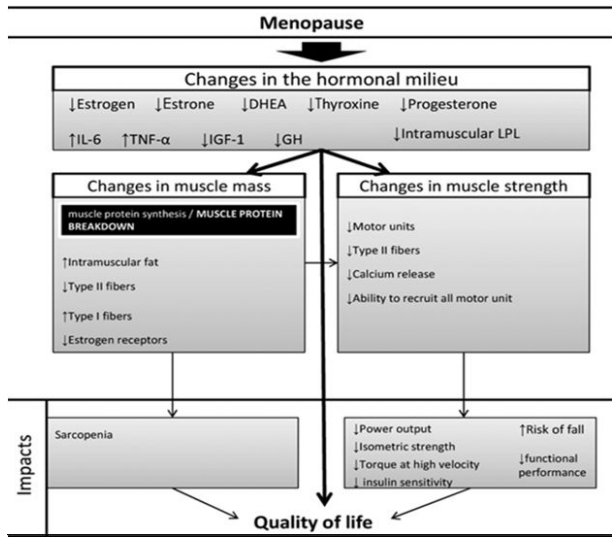 Menopause
Changes in the hormonal milieu
↓Estrogen ↓Estrone ↓DHEA ↓Thyroxine ↓Progesterone
↑IL-6 ↑TNF-α ↓IGF-1 ↓GH ↓Intramuscular LPL
Changes in muscle mass
muscle protein synthesis / MUSCLE PROTEIN
BREAKDOWN
↑Intramuscular fat
↓Type II fibers
↑Type I fibers
↓Estrogen receptors
Changes in muscle strength
↓Motor units
↓Type II fibers
↓Calcium release
↓Ability to recruit all motor unit
Impacts
Sarcopenia
↓Power output
↓Isometric strength
↓Torque at high velocity
↓ insulin sensitivity
↑Risk of fall
↓functional
performance
Quality of life